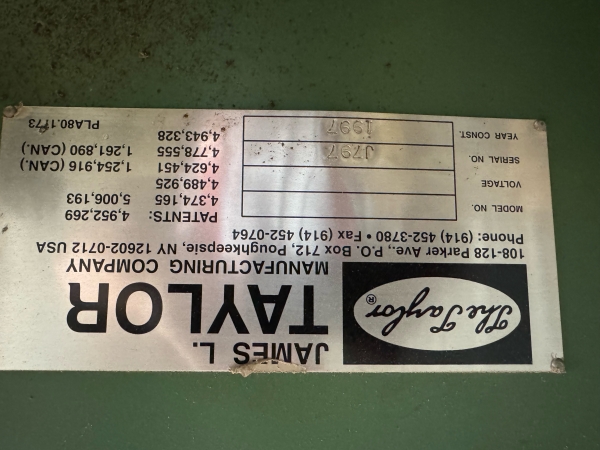 The Taylor®
JAMES L.
TAYLOR
MANUFACTURING COMPANY
108-128 Parker Ave., P.O. Box 712, Poughkeepsie, NY 12602-0712 USA
Phone: (914) 452-3780 • Fax (914) 452-0764
MODEL NO.
VOLTAGE
SERIAL NO. J797
YEAR CONST. 1997
PATENTS: 4,952,269
4,374,165 5,006,193
4,489,925
4,624,451 1,254,916 (CAN.)
4,778,555 1,261,890 (CAN.)
4,943,328
PLA80.1773